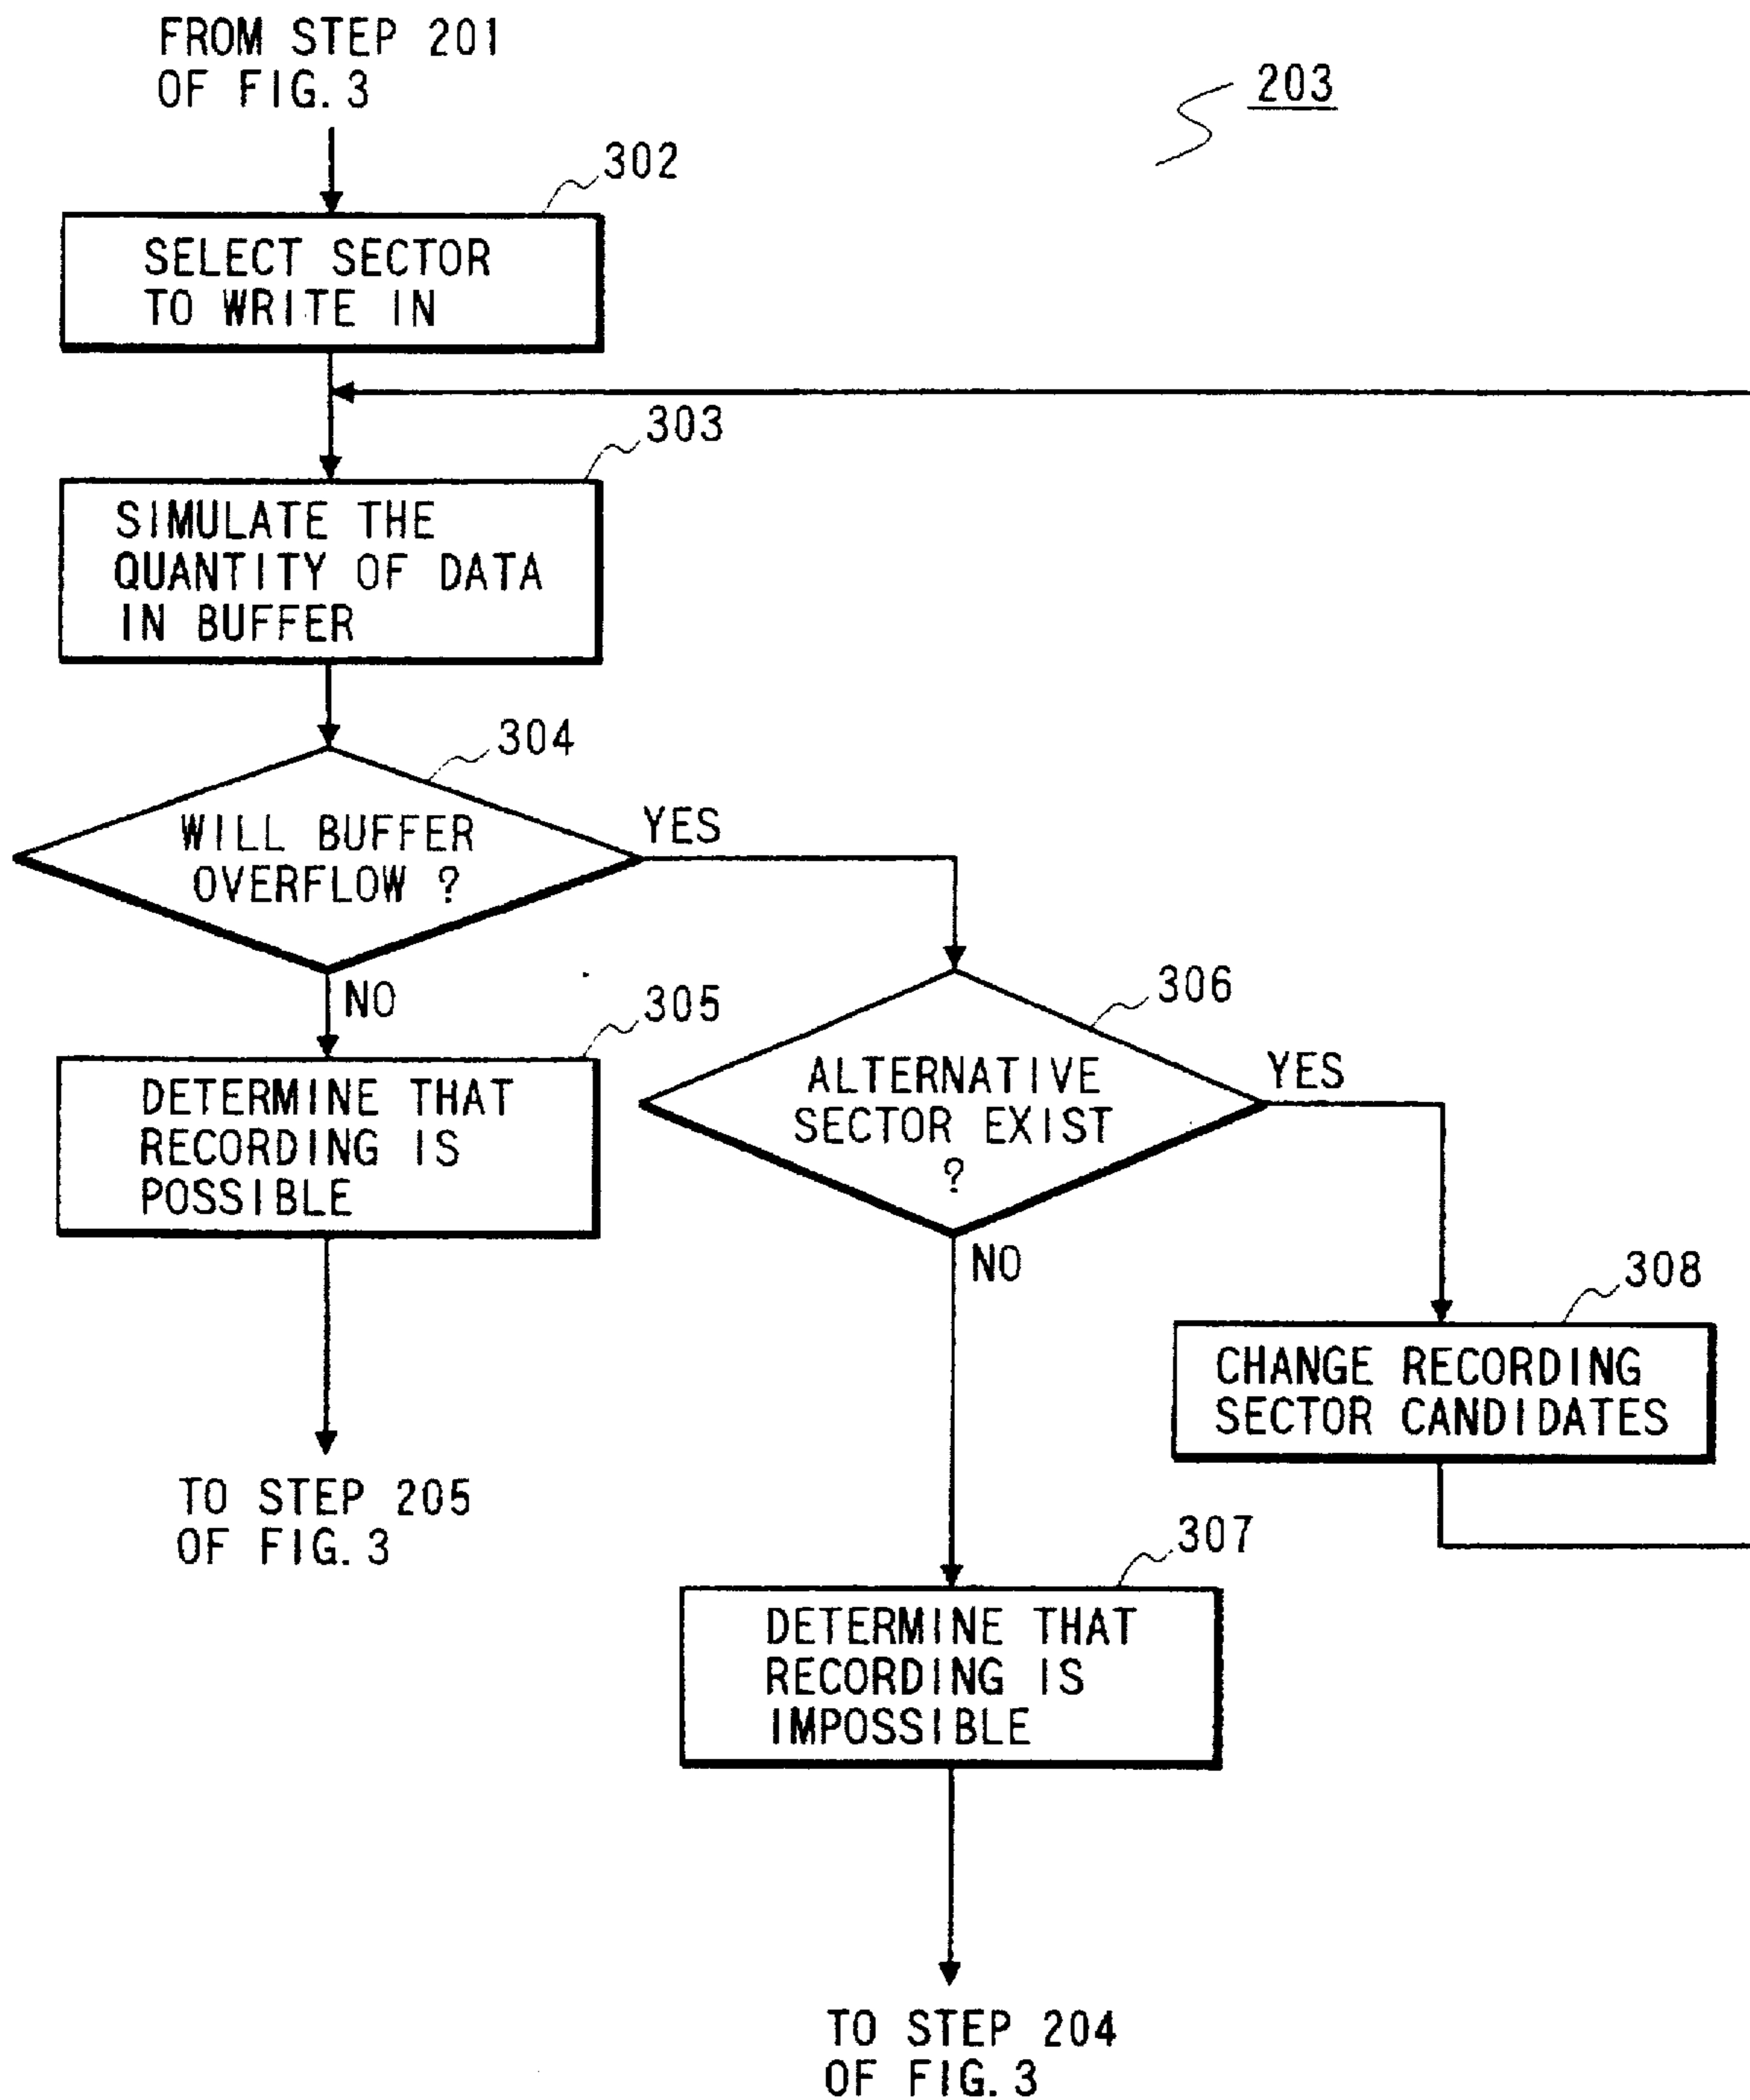 FROM STEP 201
OF FIG. 3
203
302
SELECT SECTOR
TO WRITE IN
303
SIMULATE THE
QUANTITY OF DATA
IN BUFFER
304
WILL BUFFER
OVERFLOW ?
YES
NO
305
DETERMINE THAT
RECORDING IS
POSSIBLE
TO STEP 205
OF FIG. 3
306
ALTERNATIVE
SECTOR EXIST
?
YES
NO
308
CHANGE RECORDING
SECTOR CANDIDATES
307
DETERMINE THAT
RECORDING IS
IMPOSSIBLE
TO STEP 204
OF FIG. 3